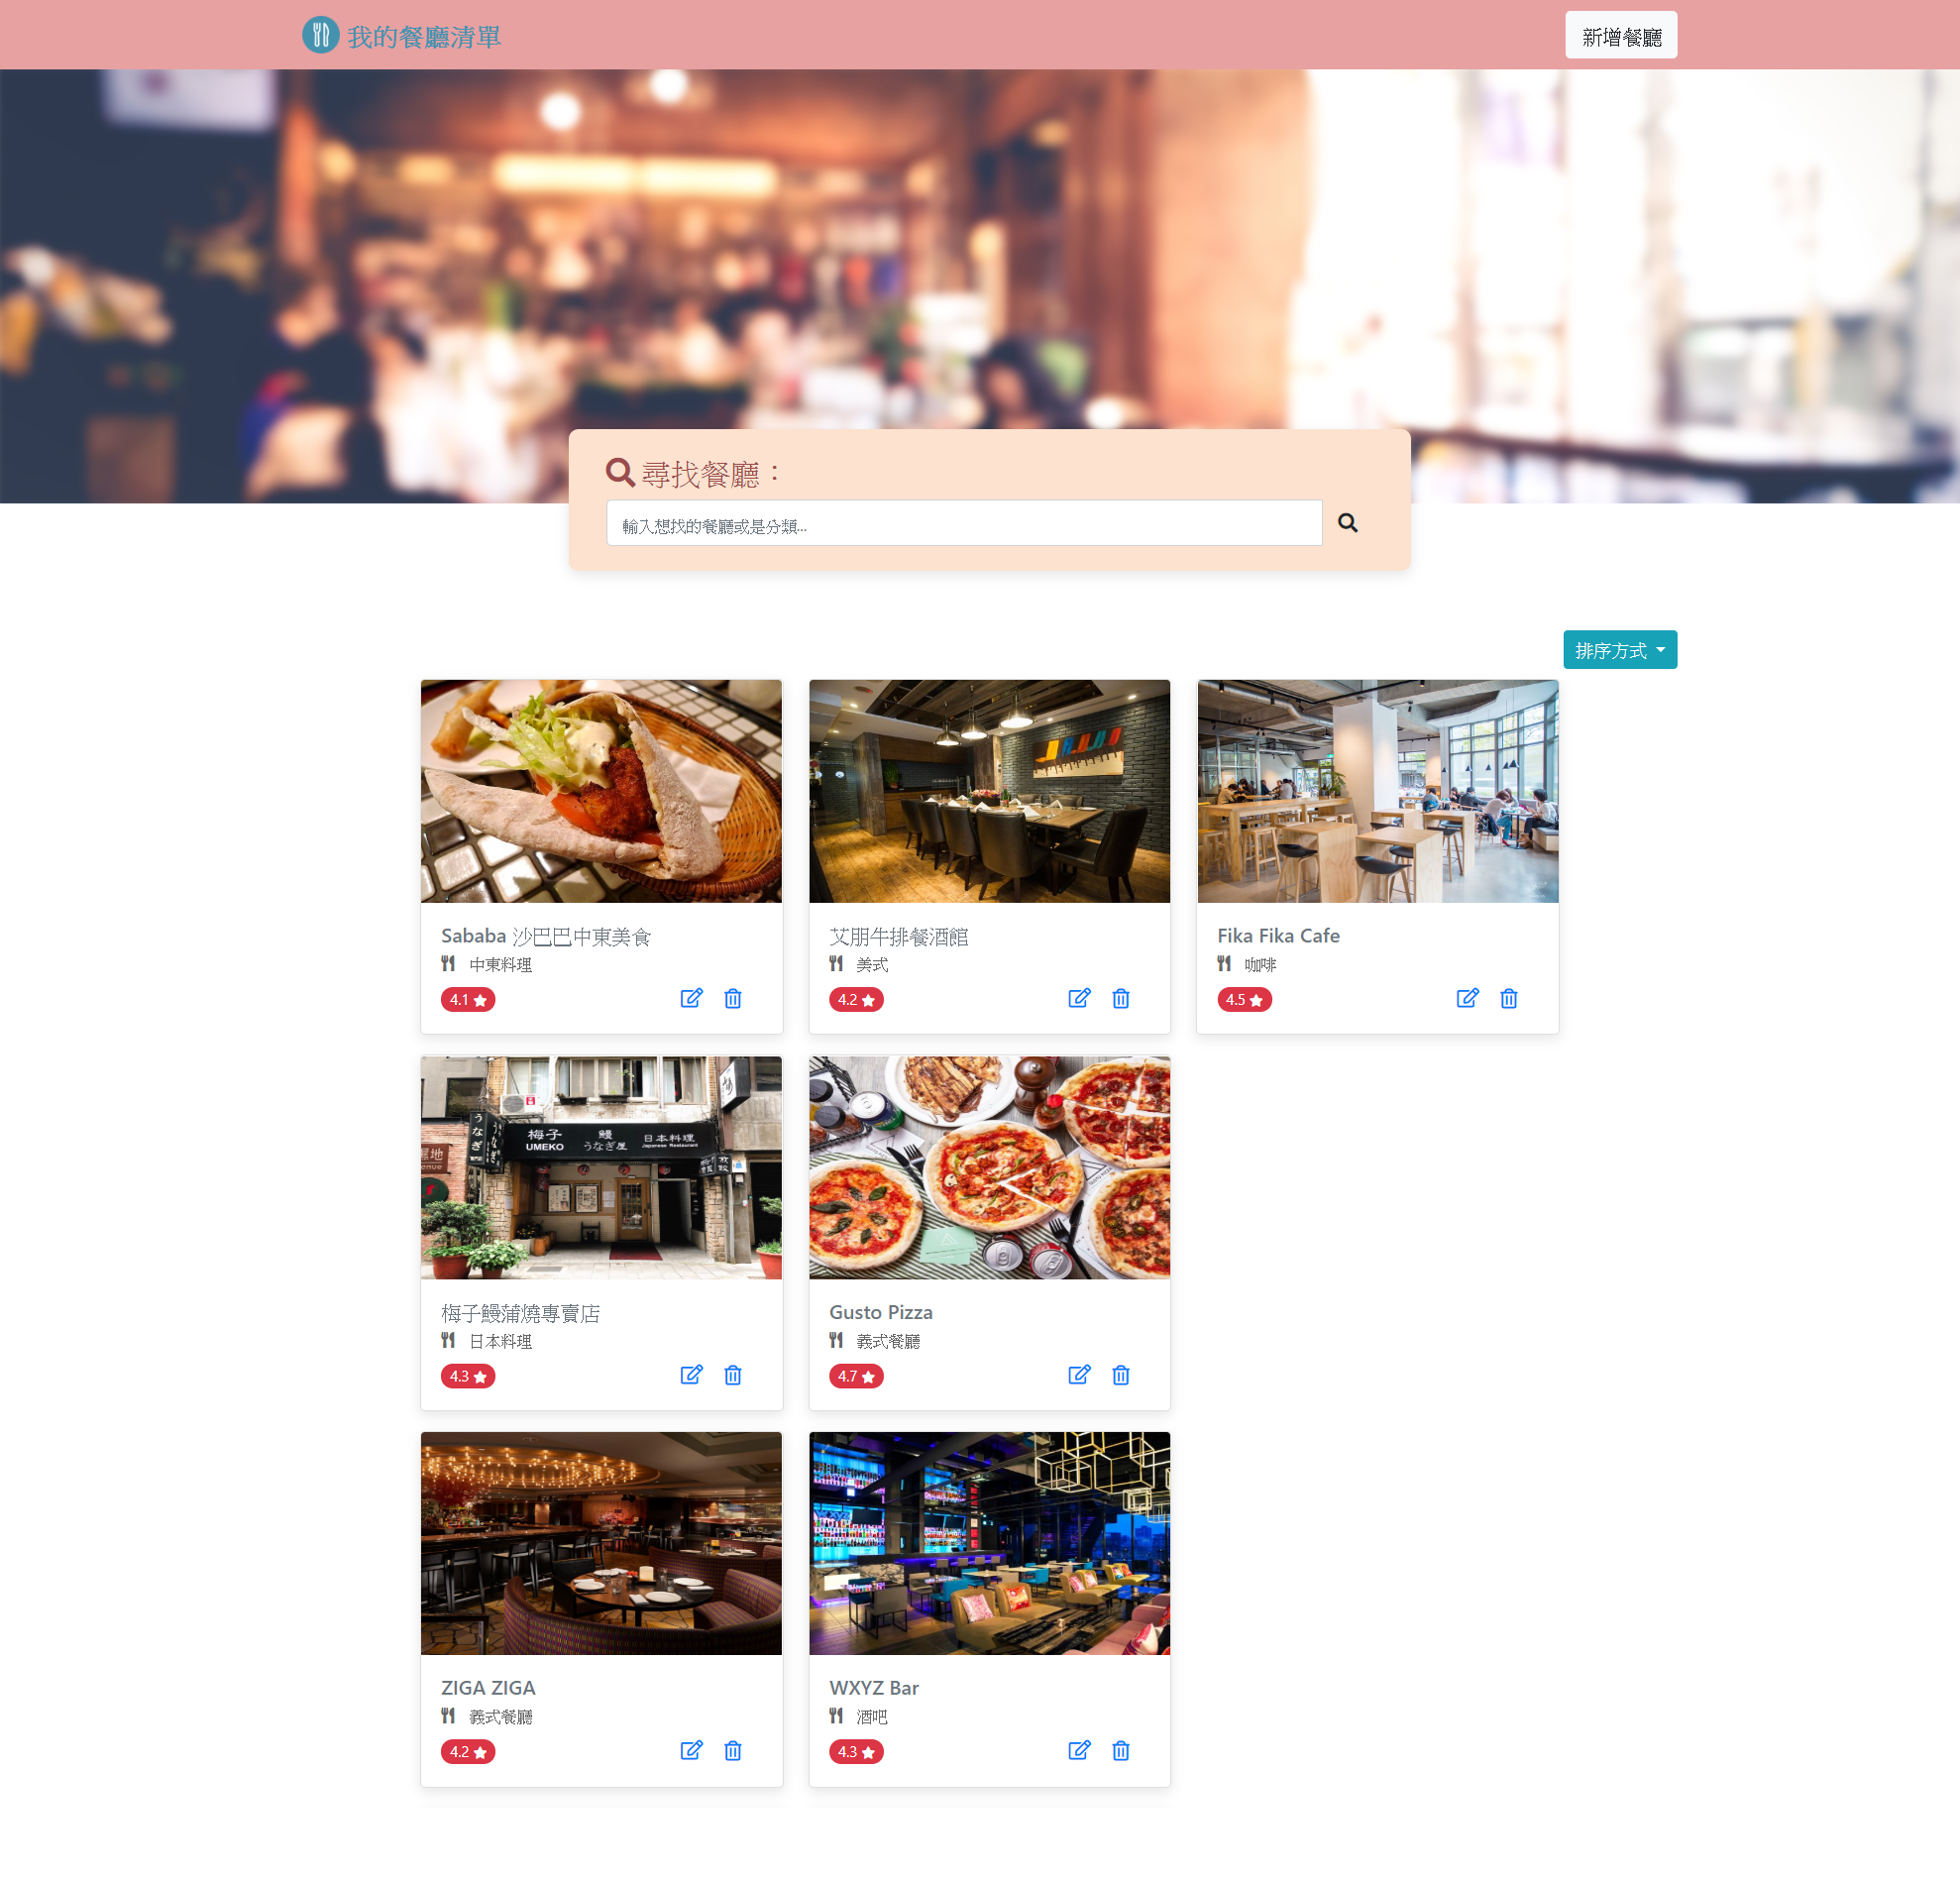 我的餐廳清單
新增餐廳
尋找餐廳：
輸入想找的餐廳或是分類...
排序方式
Sababa 沙巴巴中東美食
中東料理
4.1
艾朋牛排餐酒館
美式
4.2
Fika Fika Cafe
咖啡
4.5
うなぎ
梅子 鰻 日本料理
UMEKO うなぎ屋 Japanese Restaurant
梅子鰻蒲燒專賣店
日本料理
4.3
Gusto Pizza
義式餐廳
4.7
ZIGA ZIGA
義式餐廳
4.2
WXYZ
WXYZ Bar
酒吧
4.3